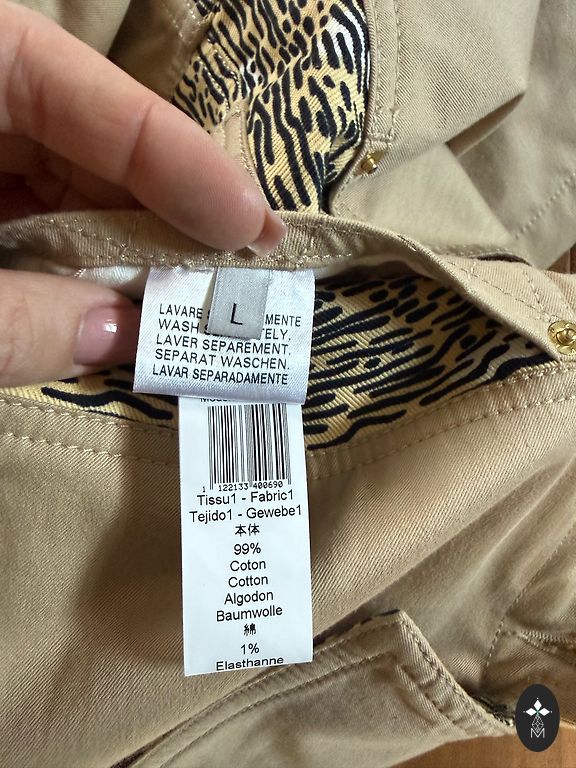 L
LAVARE MENTE
WASH
LAVER SEPAREMENT.
SEPARAT WASCHEN.
LAVAR SEPARADAMENTE
1 122133 400690
Tissu1 - Fabric1
Tejido1 - Gewebe1
本体
99%
Coton
Cotton
Algodon
Baumwolle
綿
1%
Elasthanne
M